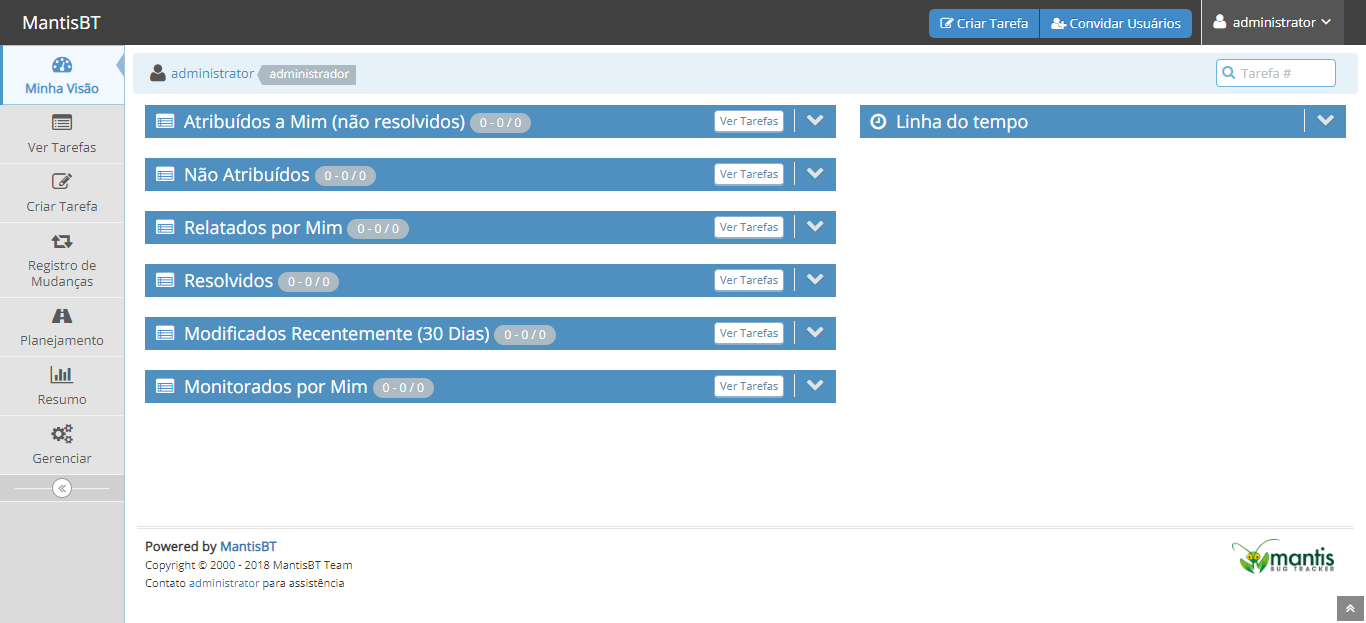 MantisBT
Criar Tarefa
Convidar Usuários
administrator
Minha Visão
Ver Tarefas
Criar Tarefa
Registro de
Mudanças
Planejamento
Resumo
Gerenciar
administrator
administrador
Tarefa #
Atribuídos a Mim (não resolvidos) 0 - 0 / 0
Ver Tarefas
Não Atribuídos 0 - 0 / 0
Ver Tarefas
Relatados por Mim 0 - 0 / 0
Ver Tarefas
Resolvidos 0 - 0 / 0
Ver Tarefas
Modificados Recentemente (30 Dias) 0 - 0 / 0
Ver Tarefas
Monitorados por Mim 0 - 0 / 0
Ver Tarefas
Linha do tempo
Powered by MantisBT
Copyright © 2000 - 2018 MantisBT Team
Contato administrator para assistência
mantis
BUG TRACKER